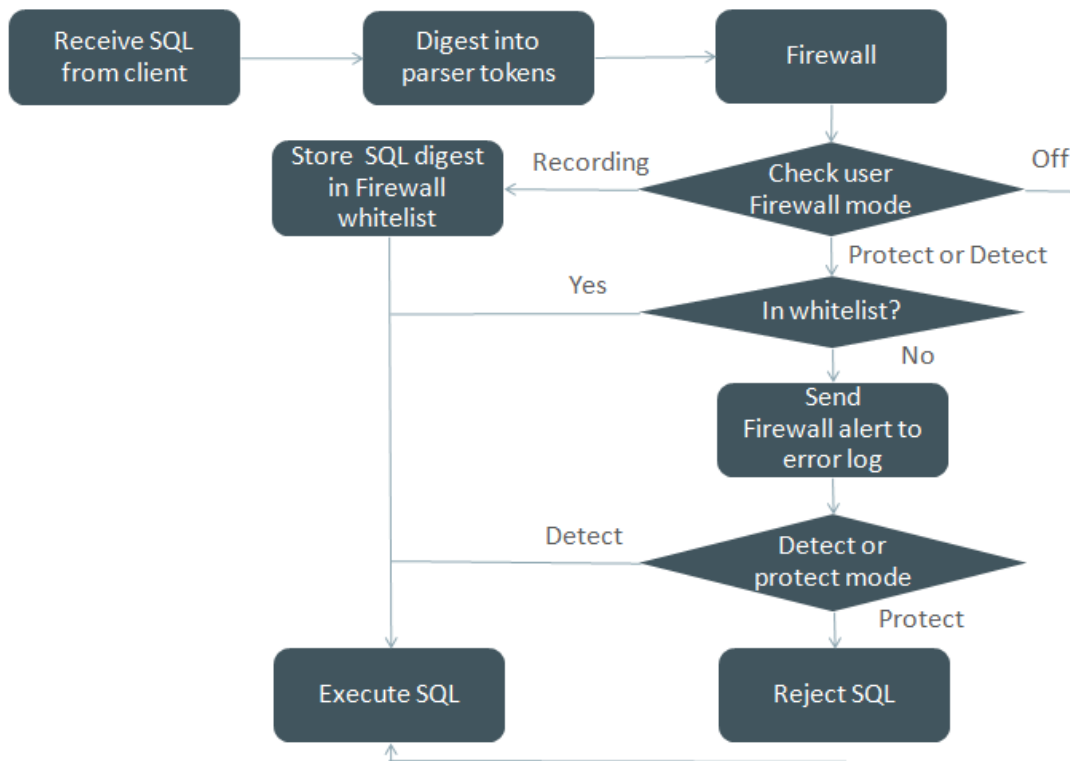 Receive SQL
from client
Digest into
parser tokens
Firewall
Store SQL digest
in Firewall
whitelist
Recording
Check user
Firewall mode
Off
Protect or Detect
Yes
In whitelist?
No
Send
Firewall alert to
error log
Detect
Detect or
protect mode
Protect
Execute SQL
Reject SQL